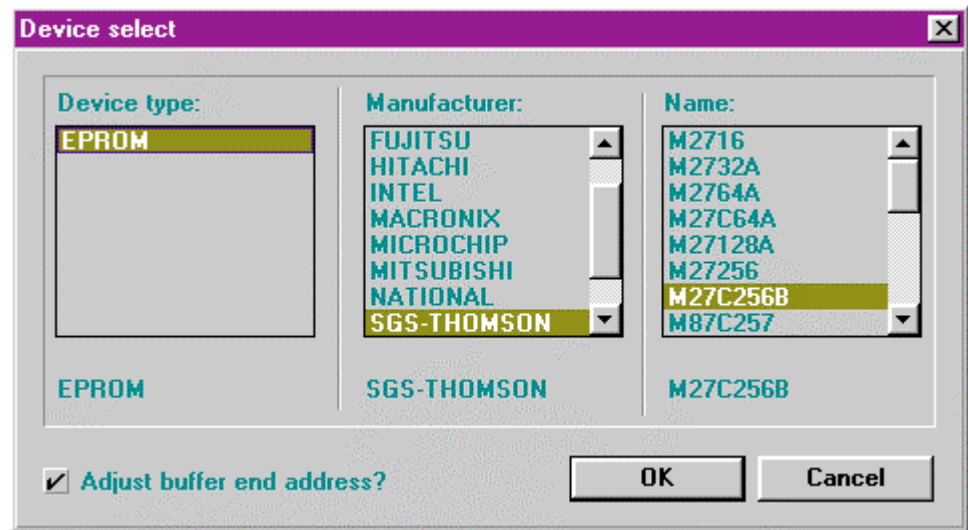 Device select
Device type:
EPROM
EPROM
Manufacturer:
FUJITSU
HITACHI
INTEL
MACRONIX
MICROCHIP
MITSUBISHI
NATIONAL
SGS-THOMSON
SGS-THOMSON
Name:
M2716
M2732A
M2764A
M27C64A
M27128A
M27256
M27C256B
M87C257
M27C256B
Adjust buffer end address?
OK
Cancel